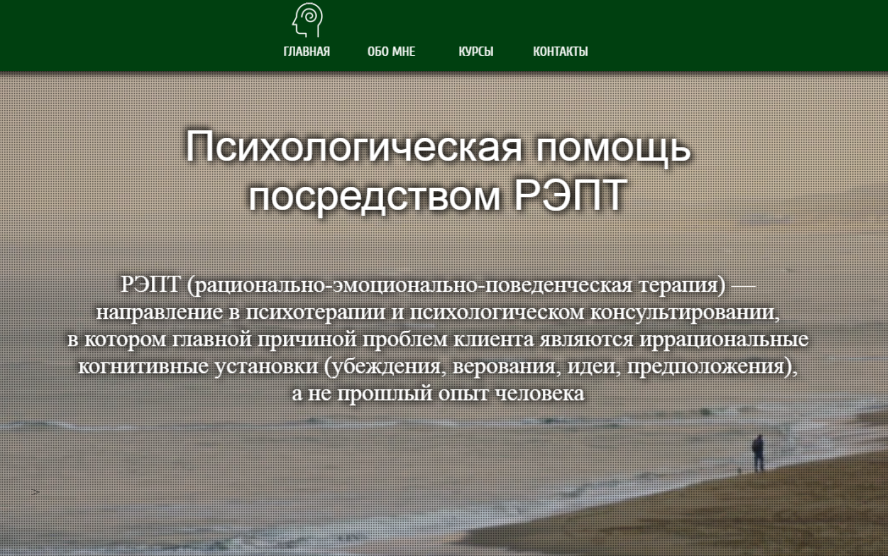 ГЛАВНАЯ ОБО МНЕ КУРСЫ КОНТАКТЫ
Психологическая помощь
посредством РЭПТ
РЭПТ (рационально-эмоционально-поведенческая терапия) —
направление в психотерапии и психологическом консультировании,
в котором главной причиной проблем клиента являются иррациональные
когнитивные установки (убеждения, верования, идеи, предположения),
а не прошлый опыт человека
>